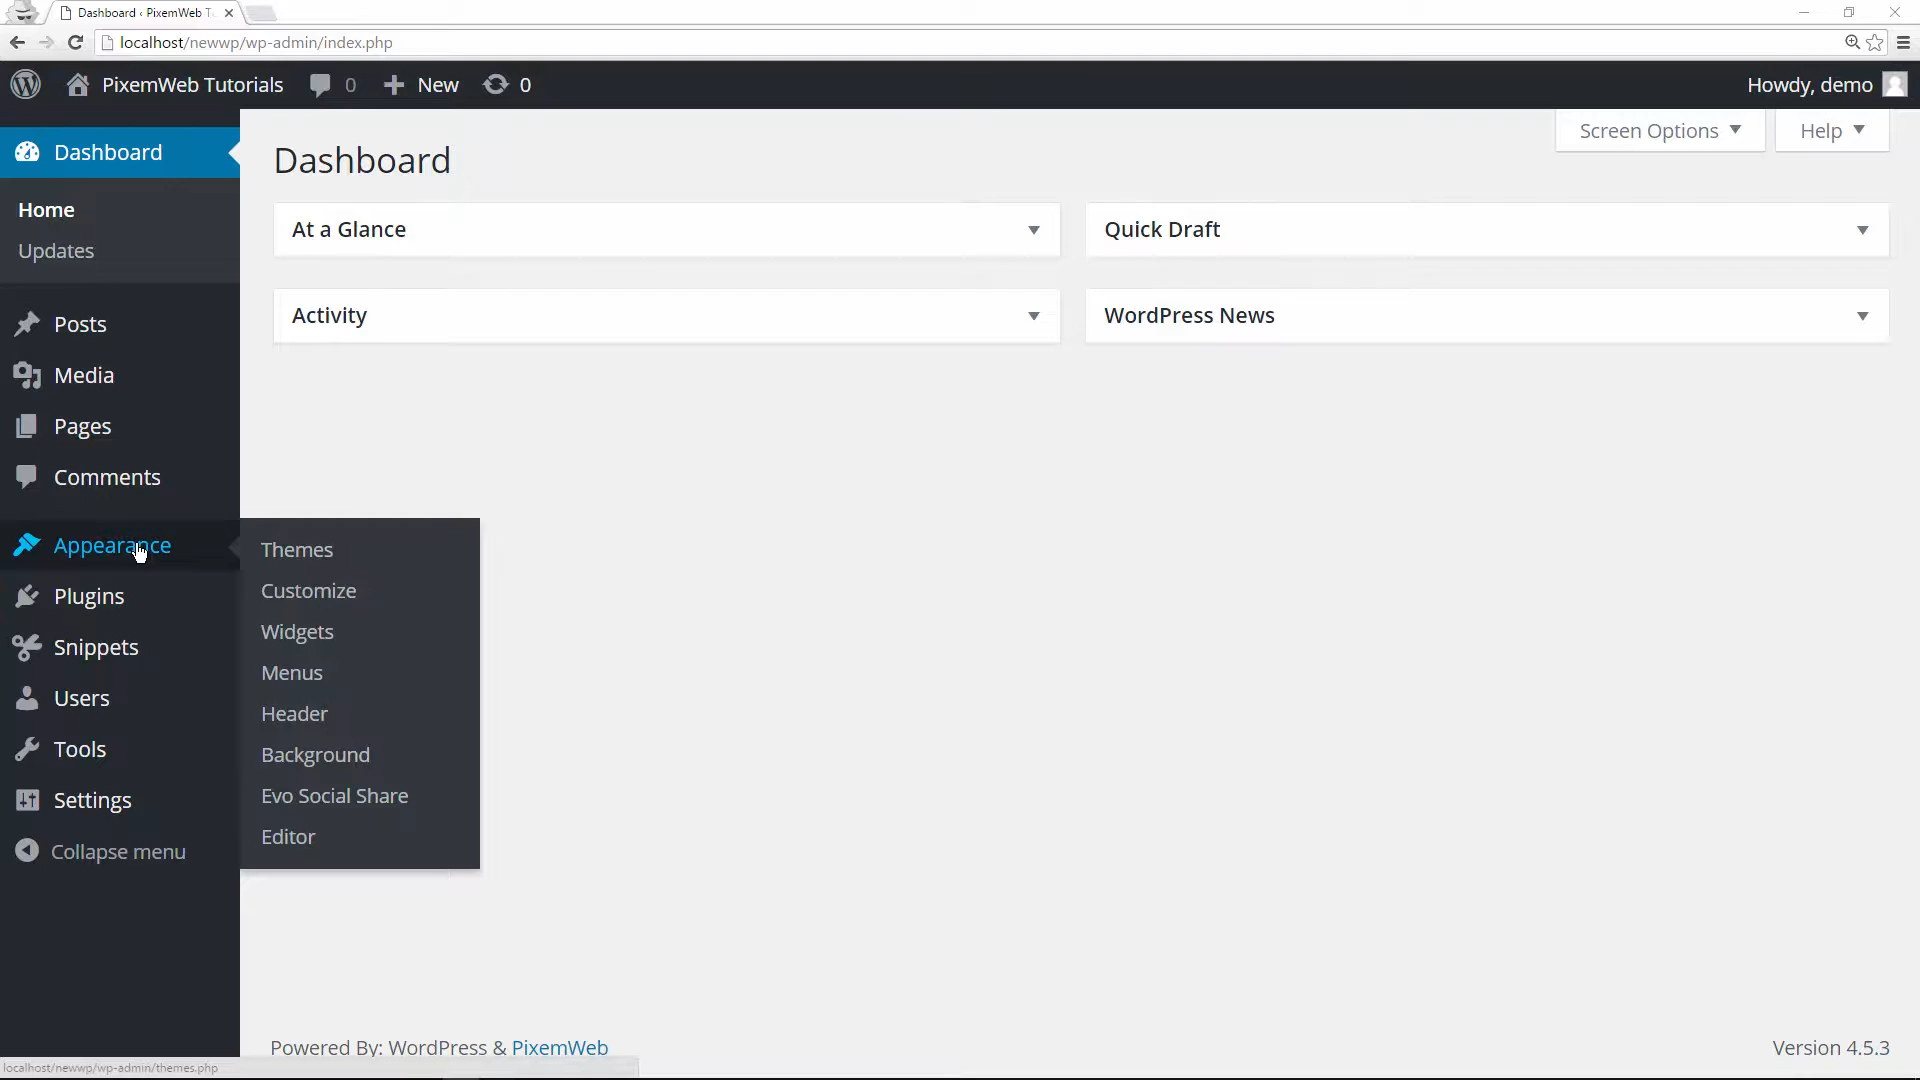 Dashboard ‹ PixemWeb T
localhost/newwp/wp-admin/index.php
PixemWeb Tutorials 0 New 0 Howdy, demo
Screen Options Help
Dashboard
Dashboard
Home
Updates
At a Glance
Quick Draft
Activity
WordPress News
Posts
Media
Pages
Comments
Appearance
Plugins
Snippets
Users
Tools
Settings
Collapse menu
Themes
Customize
Widgets
Menus
Header
Background
Evo Social Share
Editor
Powered By: WordPress & PixemWeb
Version 4.5.3
localhost/newwp/wp-admin/themes.php